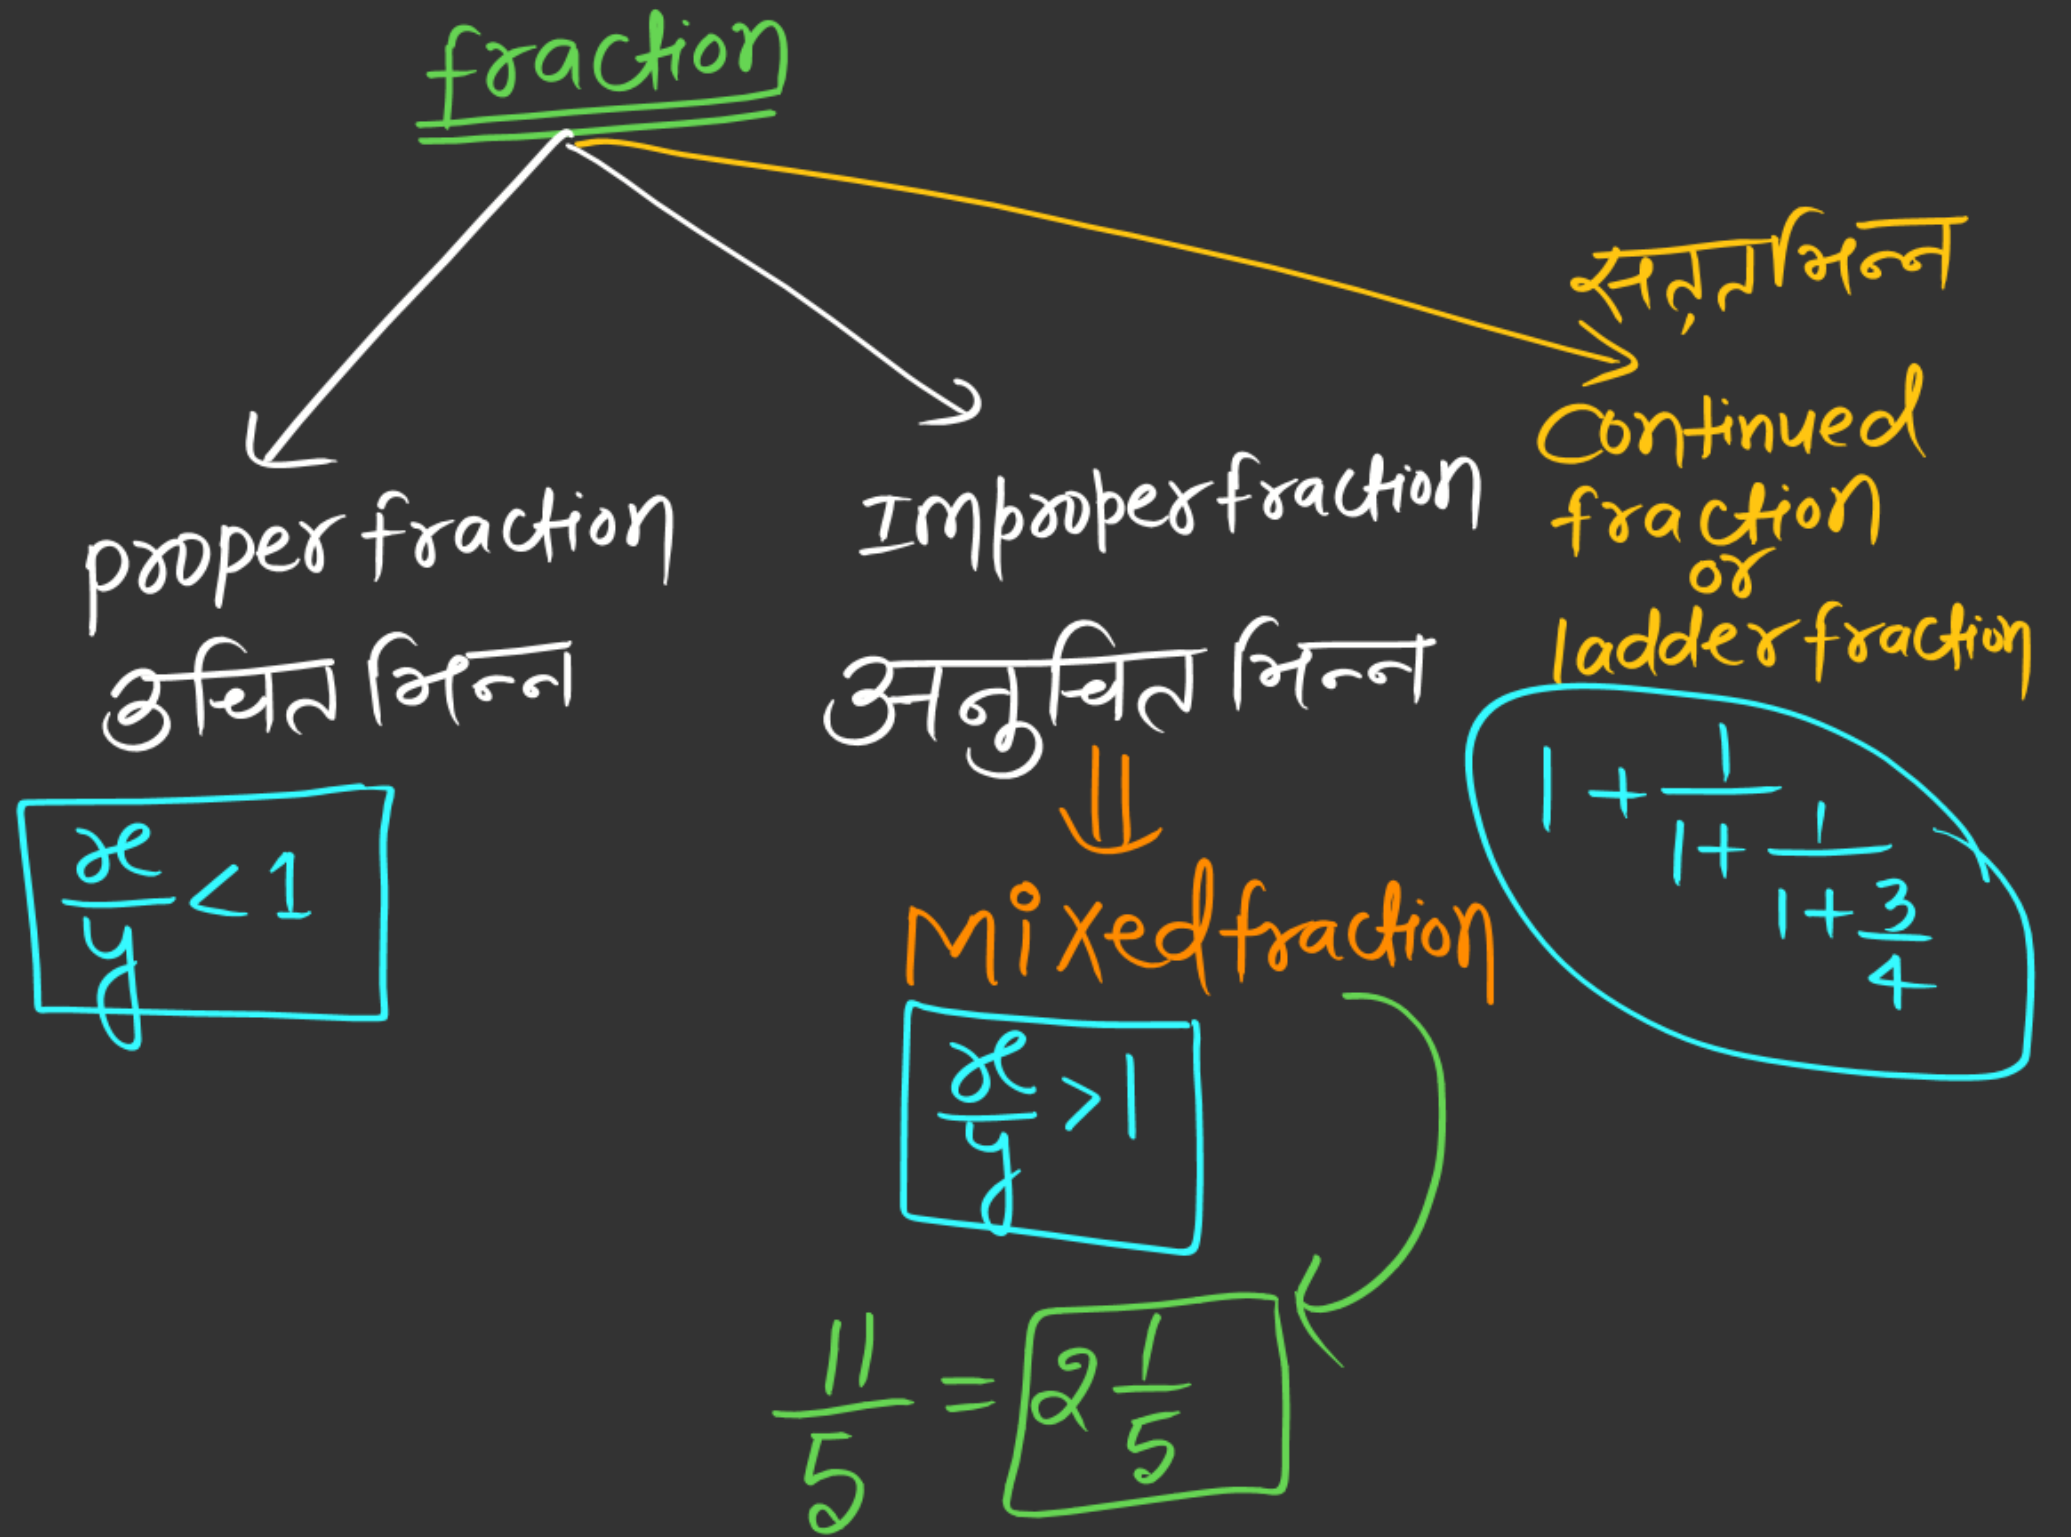 fraction
proper fraction
उचित भिन्न
x/y < 1
Improper fraction
अनुचित भिन्न
Mixed fraction
x/y > 1
11/5 = 2 1/5
सतत भिन्न
Continued
fraction
or
ladder fraction
1 + 1/(1 + 1/(1 + 3/4))